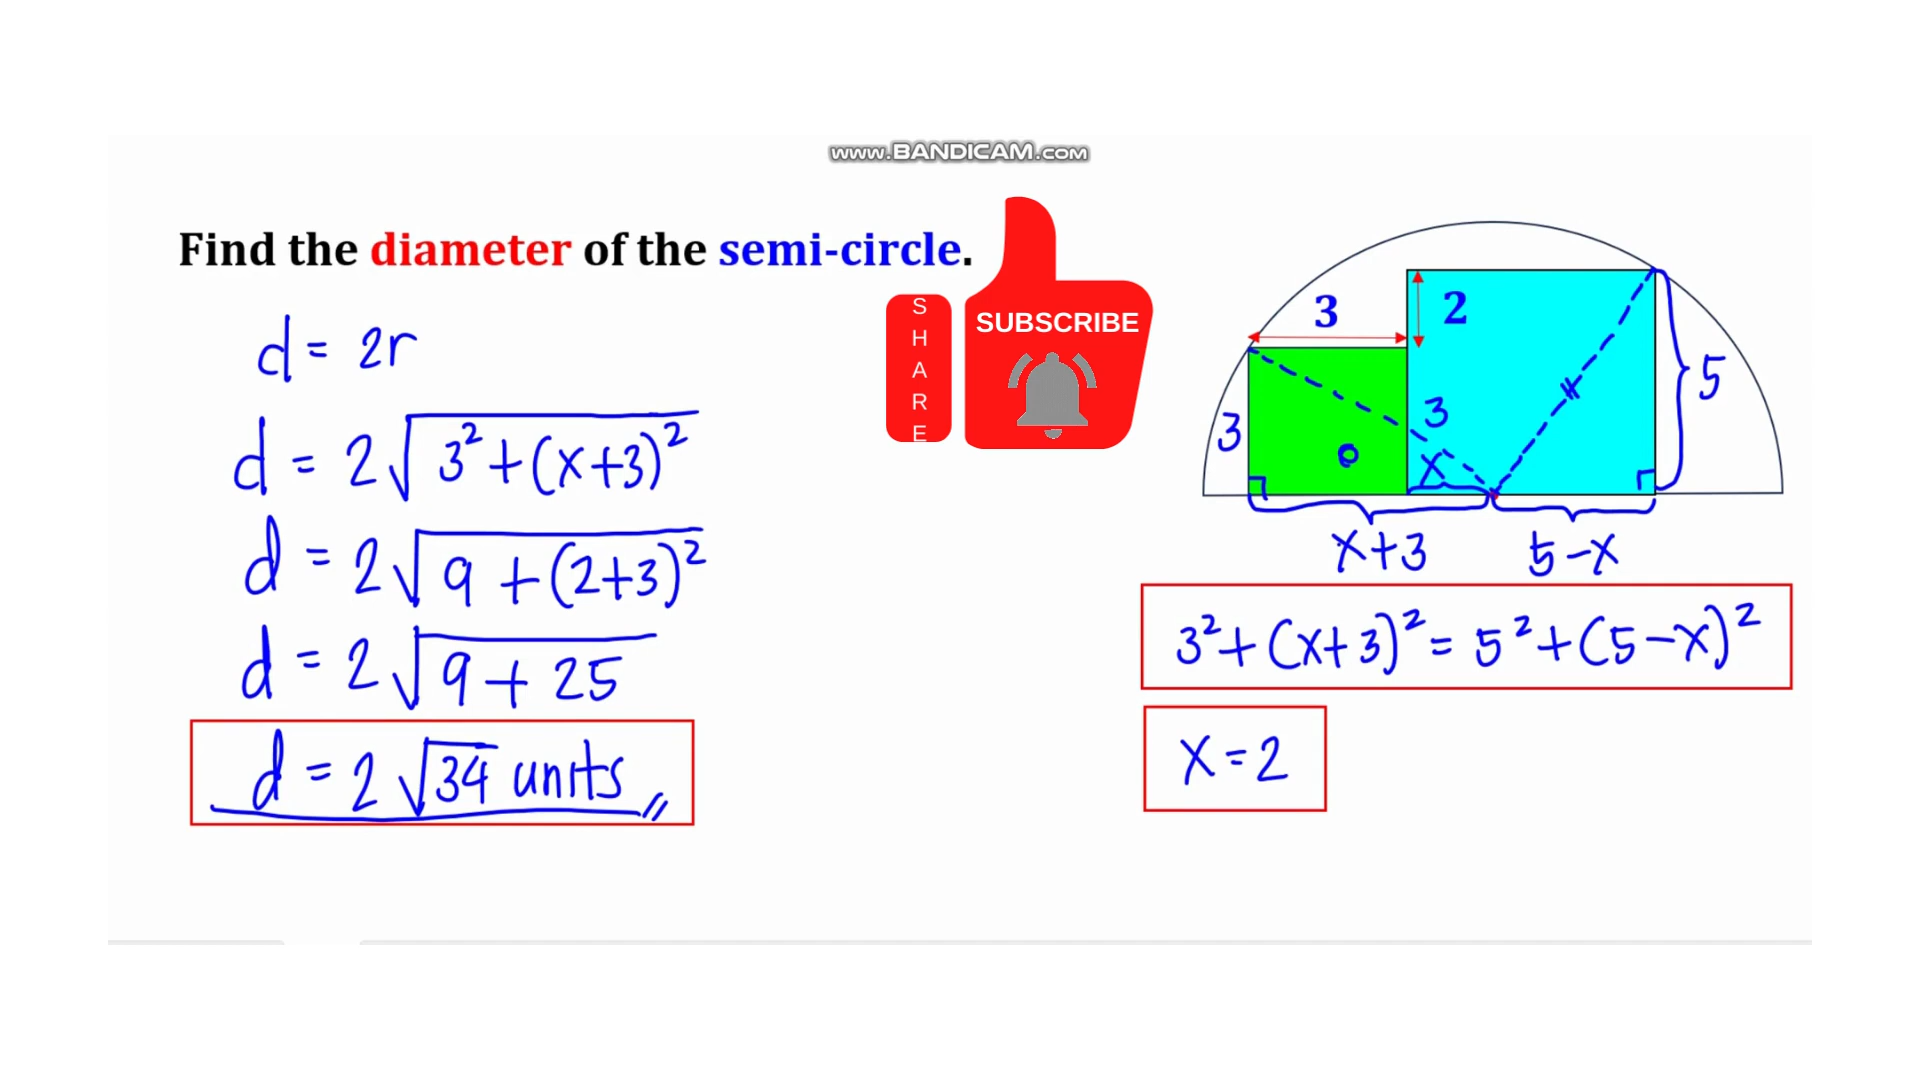 www.BANDICAM.com
Find the diameter of the semi-circle.
SHARE
SUBSCRIBE
d = 2r
d = 2√(3²+(x+3)²)
d = 2√(9+(2+3)²)
d = 2√(9+25)
d = 2√34 units
3
2
3
3
x
5
x+3
5-x
3²+(x+3)²=5²+(5-x)²
x=2